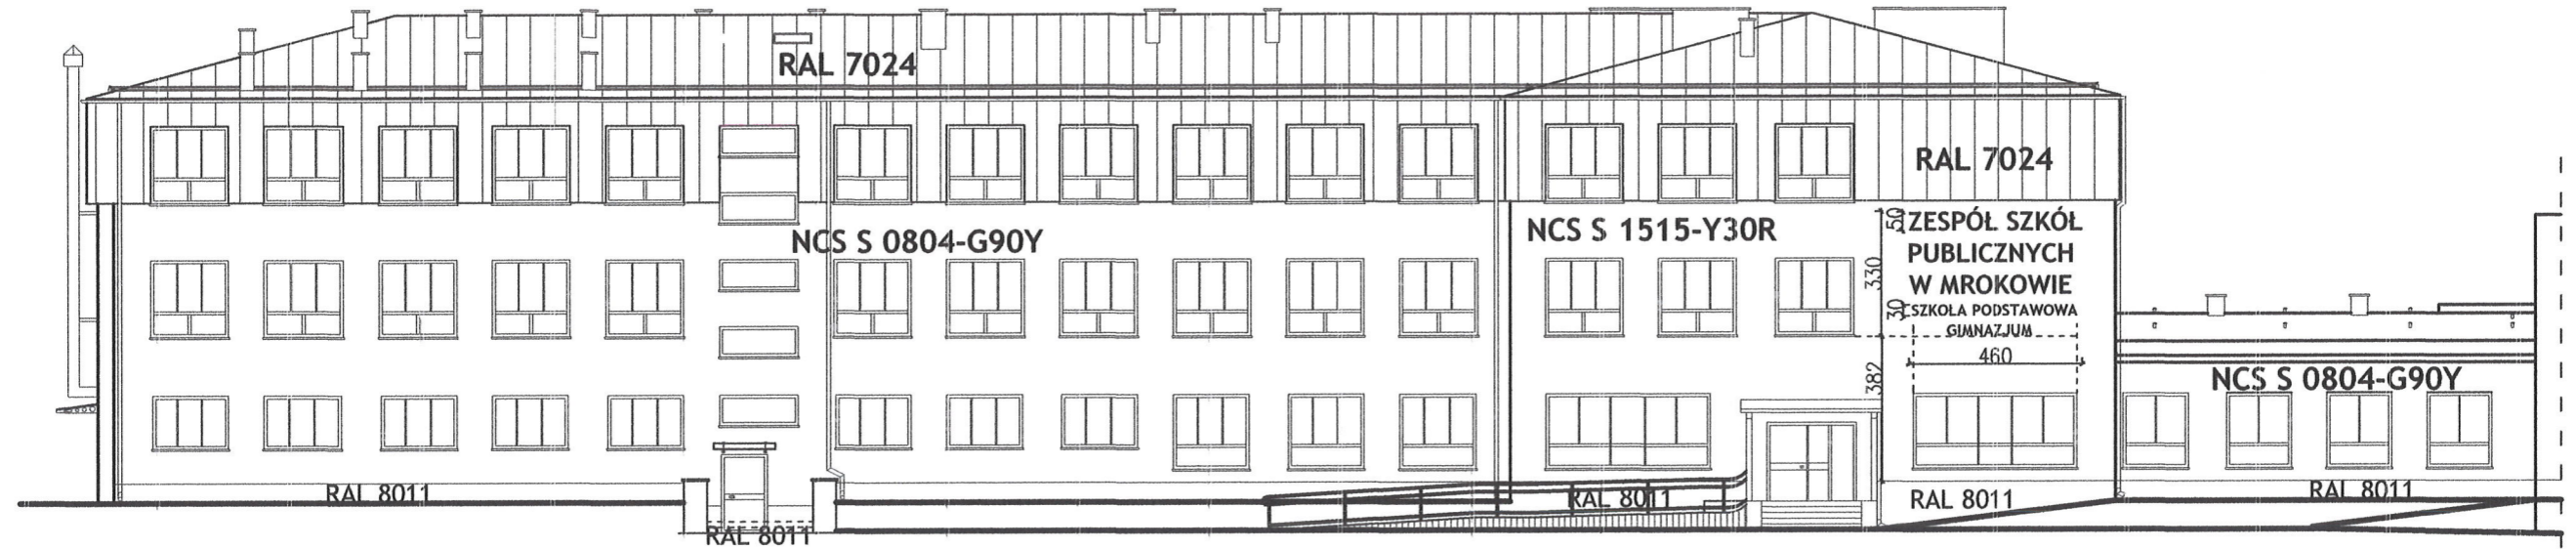 RAL 7024
RAL 7024
NCS S 0804-G90Y
NCS S 1515-Y30R
50
ZESPÓŁ SZKÓŁ
PUBLICZNYCH
W MROKOWIE
330
30
SZKOŁA PODSTAWOWA
GIMNAZJUM
460
382
NCS S 0804-G90Y
RAL 8011
RAL 8011
RAL 8011
RAL 8011
RAL 8011